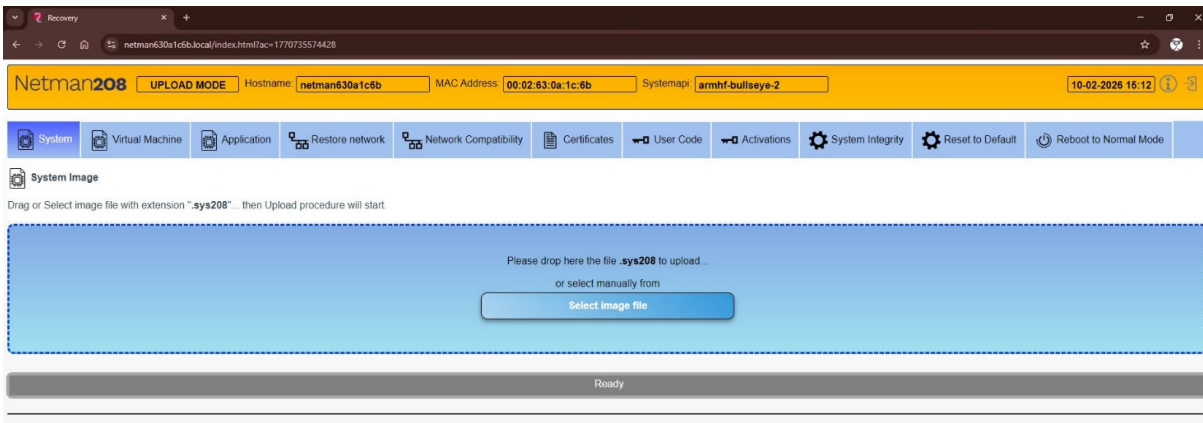 Recovery
netman630a1c6b.local/index.html?ac=1770735574428
Netman208 UPLOAD MODE Hostname: netman630a1c6b MAC Address: 00:02:63:0a:1c:6b Systemapi: armhf-bullseye-2 10-02-2026 15:12
System Virtual Machine Application Restore network Network Compatibility Certificates User Code Activations System Integrity Reset to Default Reboot to Normal Mode
System Image
Drag or Select image file with extension ".sys208"... then Upload procedure will start.
Please drop here the file .sys208 to upload...
or select manually from
Select image file
Ready